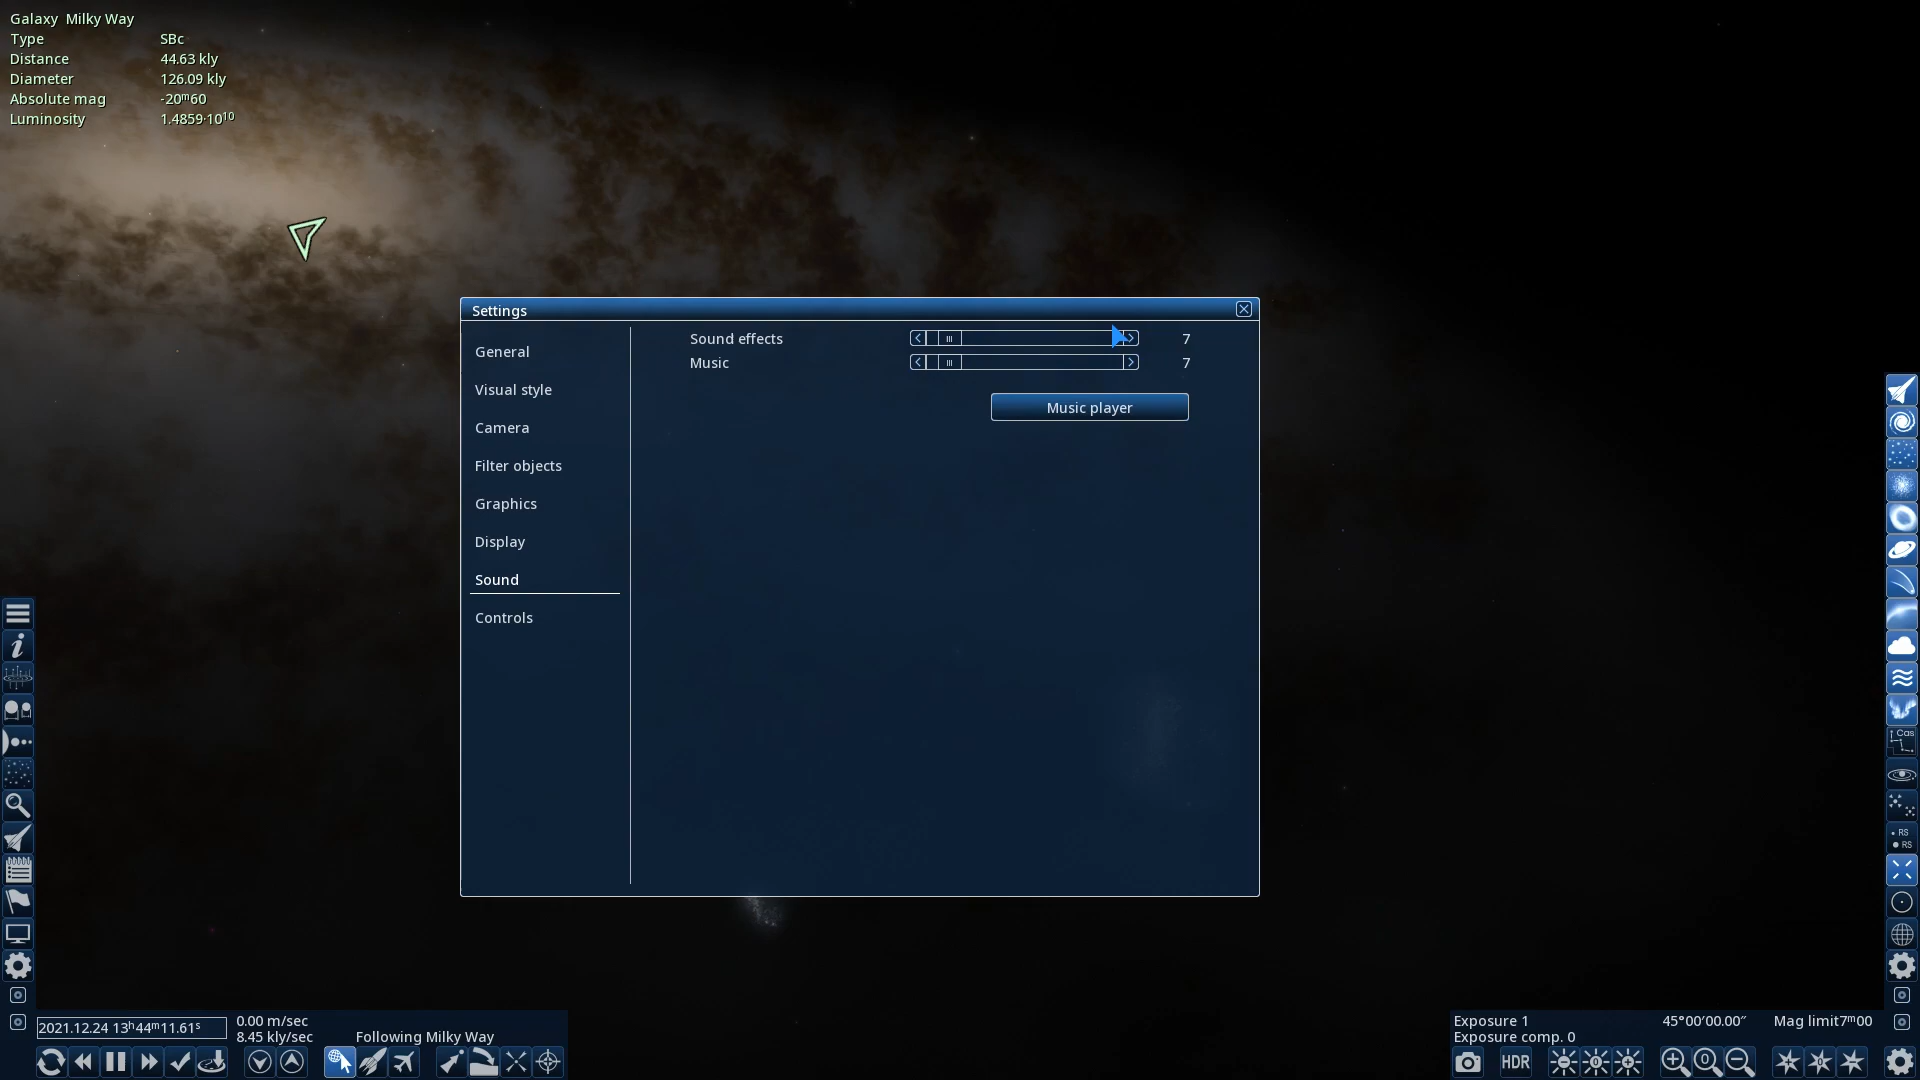 Galaxy Milky Way
Type SBc
Distance 44.63 kly
Diameter 126.09 kly
Absolute mag -20ᵐ60
Luminosity 1.4859·10¹⁰
Settings
General
Visual style
Camera
Filter objects
Graphics
Display
Sound
Controls
Sound effects 7
Music 7
Music player
Cas
RS
RS
2021.12.24 13ʰ44ᵐ11.61ˢ
0.00 m/sec
8.45 kly/sec
Following Milky Way
Exposure 1
Exposure comp. 0
45°00′00.00″
Mag limit7ᵐ00
HDR